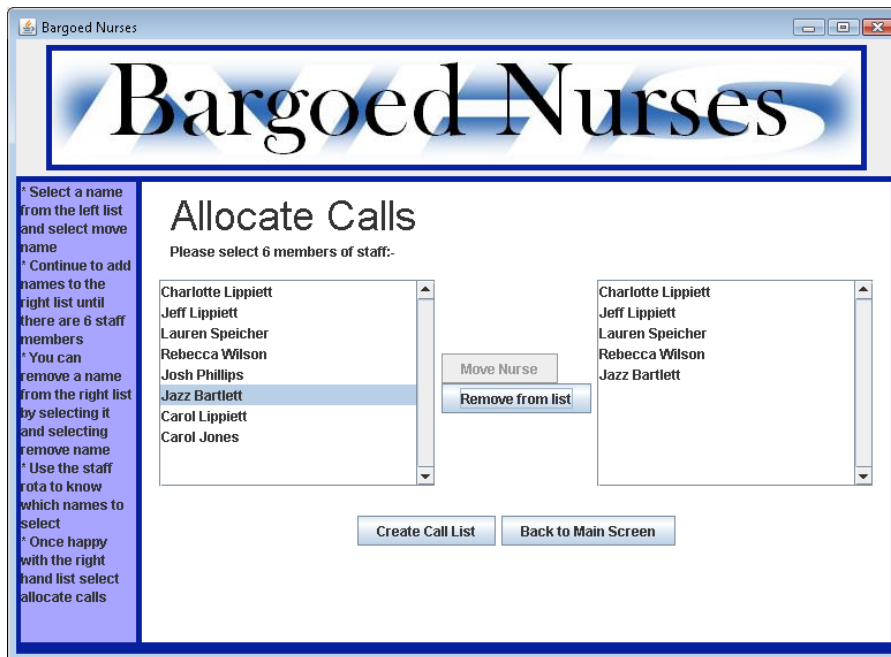 Bargoed Nurses
Bargoed Nurses
* Select a name
from the left list
and select move
name
* Continue to add
names to the
right list until
there are 6 staff
members
* You can
remove a name
from the right list
by selecting it
and selecting
remove name
* Use the staff
rota to know
which names to
select
* Once happy
with the right
hand list select
allocate calls
Allocate Calls
Please select 6 members of staff:-
Charlotte Lippiett
Jeff Lippiett
Lauren Speicher
Rebecca Wilson
Josh Phillips
Jazz Bartlett
Carol Lippiett
Carol Jones
Move Nurse
Remove from list
Charlotte Lippiett
Jeff Lippiett
Lauren Speicher
Rebecca Wilson
Jazz Bartlett
Create Call List
Back to Main Screen